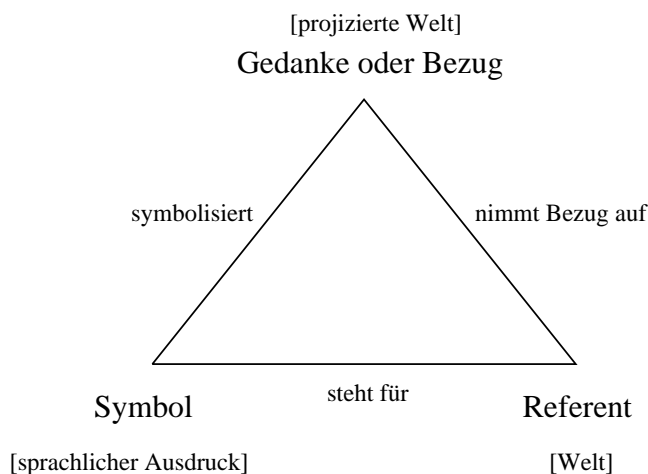 [projizierte Welt]
Gedanke oder Bezug
symbolisiert
nimmt Bezug auf
steht für
Symbol
Referent
[sprachlicher Ausdruck]
[Welt]